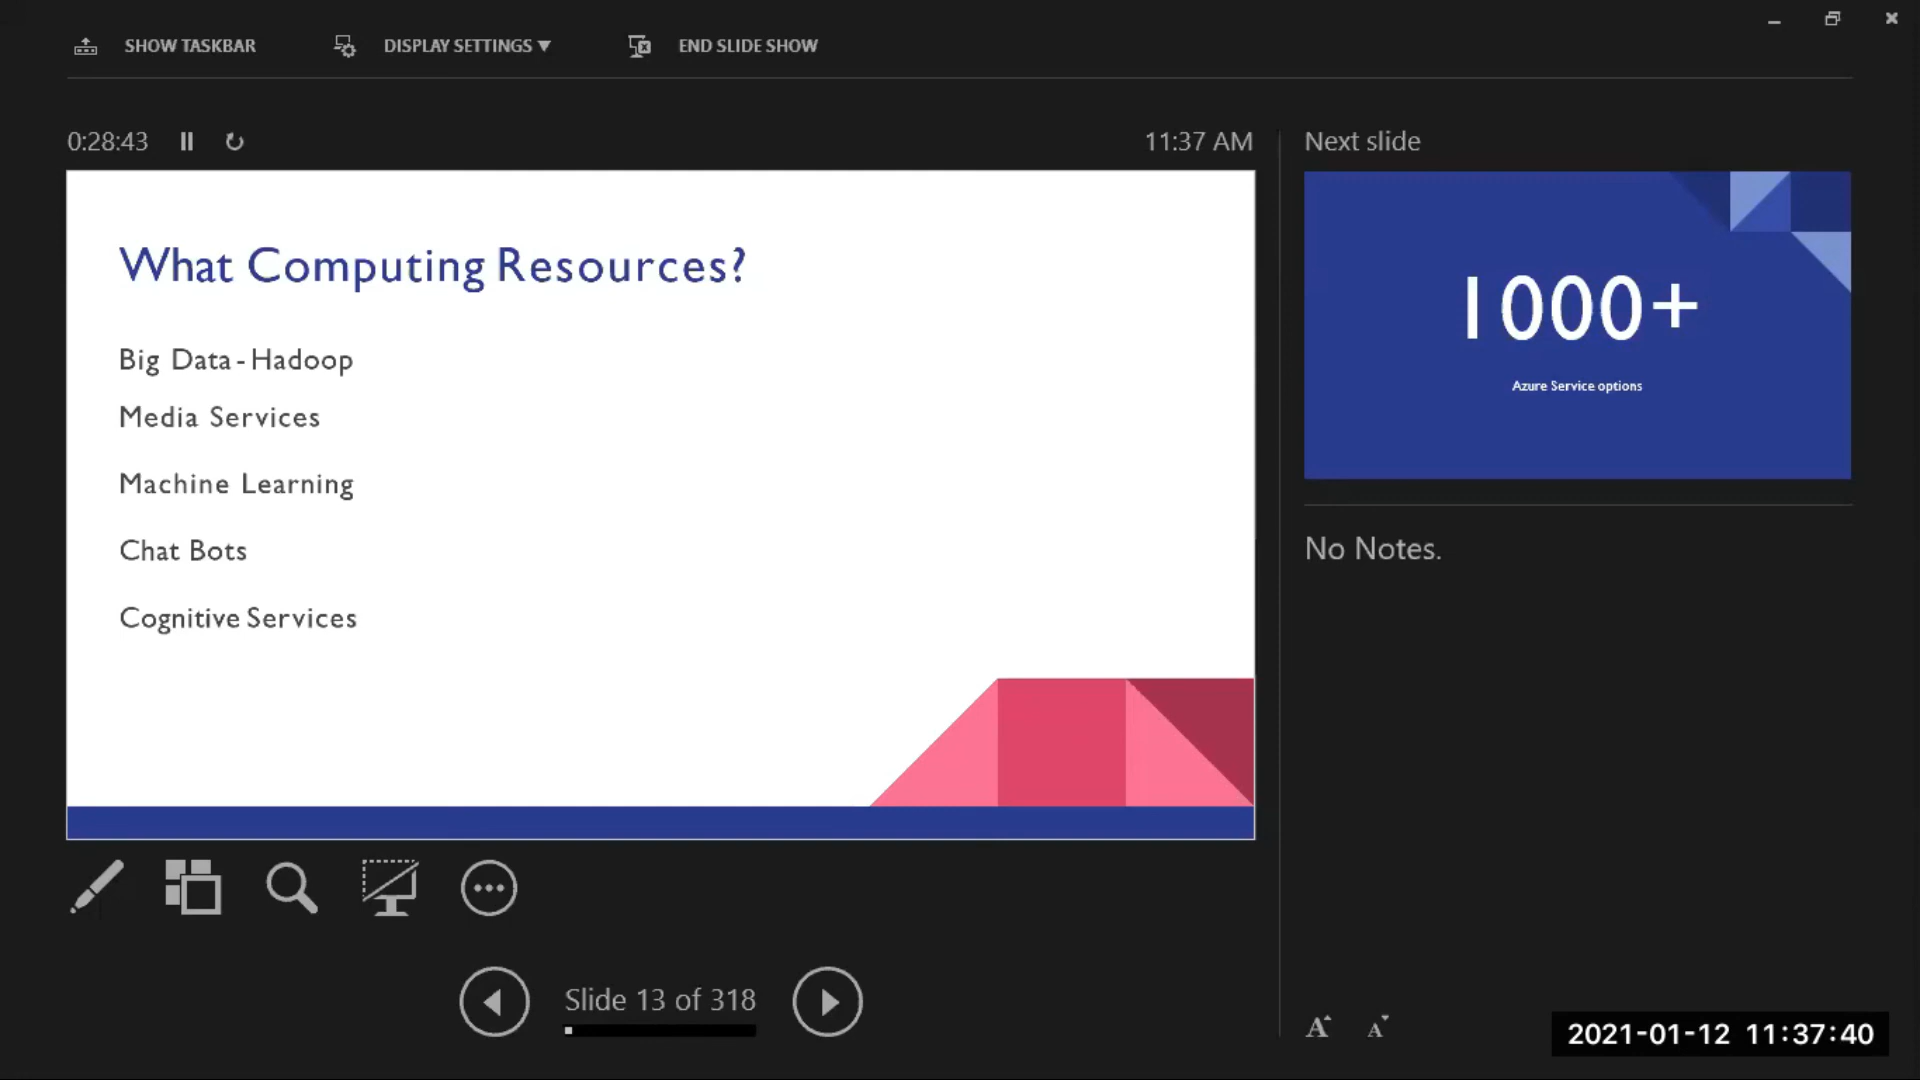 SHOW TASKBAR
DISPLAY SETTINGS
END SLIDE SHOW
0:28:43
11:37 AM
Next slide
What Computing Resources?
Big Data - Hadoop
Media Services
Machine Learning
Chat Bots
Cognitive Services
1000+
Azure Service options
No Notes.
Slide 13 of 318
A A
2021-01-12 11:37:40